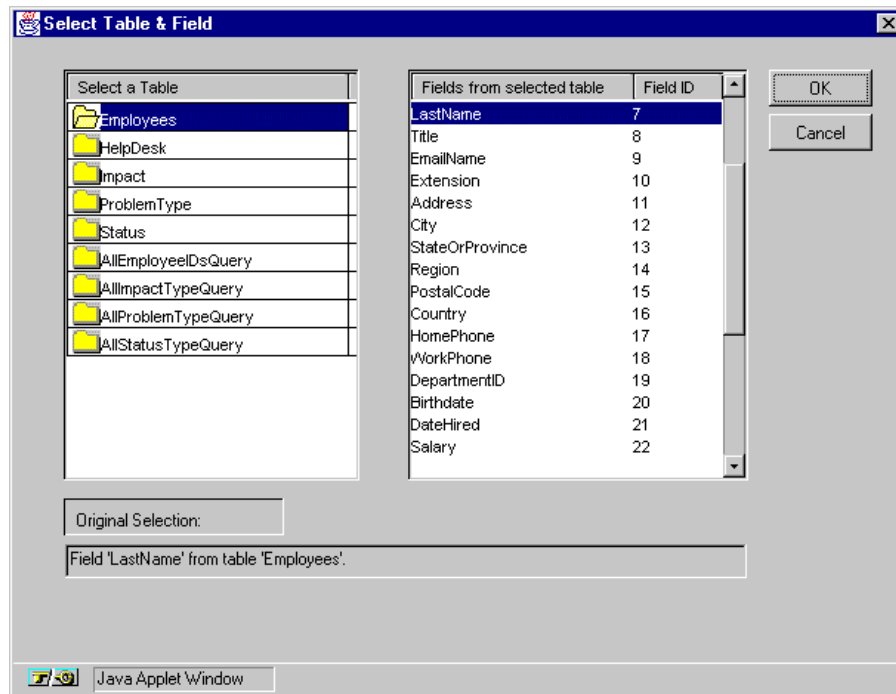 Select Table & Field
Select a Table
Employees
HelpDesk
Impact
ProblemType
Status
AllEmployeeIDsQuery
AllImpactTypeQuery
AllProblemTypeQuery
AllStatusTypeQuery
Fields from selected table Field ID
LastName 7
Title 8
EmailName 9
Extension 10
Address 11
City 12
StateOrProvince 13
Region 14
PostalCode 15
Country 16
HomePhone 17
WorkPhone 18
DepartmentID 19
Birthdate 20
DateHired 21
Salary 22
OK
Cancel
Original Selection:
Field 'LastName' from table 'Employees'.
Java Applet Window